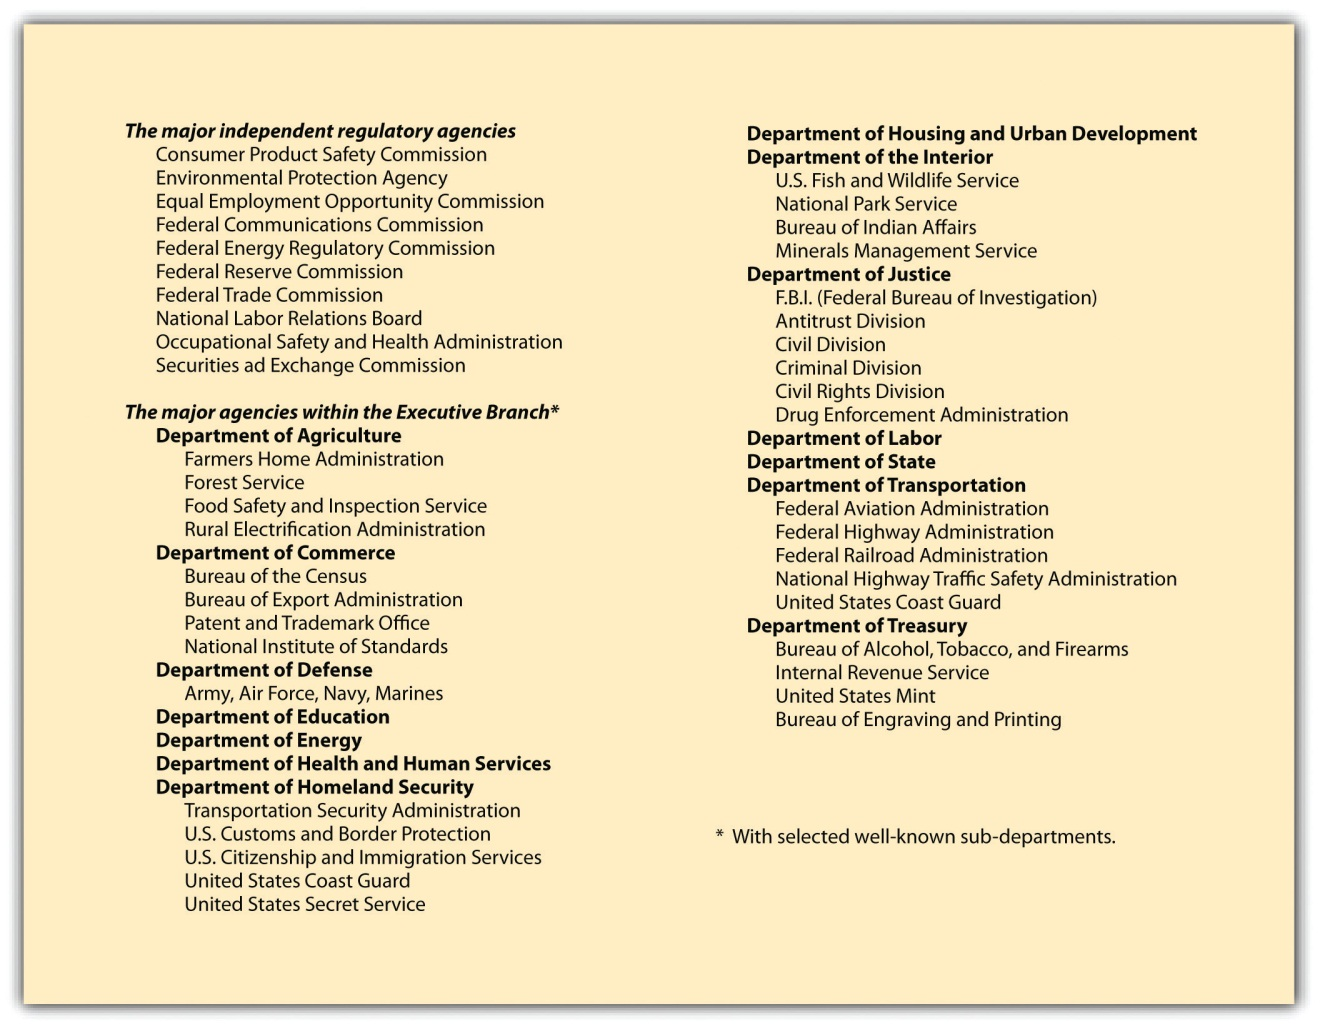 The major independent regulatory agencies
Consumer Product Safety Commission
Environmental Protection Agency
Equal Employment Opportunity Commission
Federal Communications Commission
Federal Energy Regulatory Commission
Federal Reserve Commission
Federal Trade Commission
National Labor Relations Board
Occupational Safety and Health Administration
Securities ad Exchange Commission
The major agencies within the Executive Branch*
Department of Agriculture
Farmers Home Administration
Forest Service
Food Safety and Inspection Service
Rural Electrification Administration
Department of Commerce
Bureau of the Census
Bureau of Export Administration
Patent and Trademark Office
National Institute of Standards
Department of Defense
Army, Air Force, Navy, Marines
Department of Education
Department of Energy
Department of Health and Human Services
Department of Homeland Security
Transportation Security Administration
U.S. Customs and Border Protection
U.S. Citizenship and Immigration Services
United States Coast Guard
United States Secret Service
Department of Housing and Urban Development
Department of the Interior
U.S. Fish and Wildlife Service
National Park Service
Bureau of Indian Affairs
Minerals Management Service
Department of Justice
F.B.I. (Federal Bureau of Investigation)
Antitrust Division
Civil Division
Criminal Division
Civil Rights Division
Drug Enforcement Administration
Department of Labor
Department of State
Department of Transportation
Federal Aviation Administration
Federal Highway Administration
Federal Railroad Administration
National Highway Traffic Safety Administration
United States Coast Guard
Department of Treasury
Bureau of Alcohol, Tobacco, and Firearms
Internal Revenue Service
United States Mint
Bureau of Engraving and Printing
* With selected well-known sub-departments.